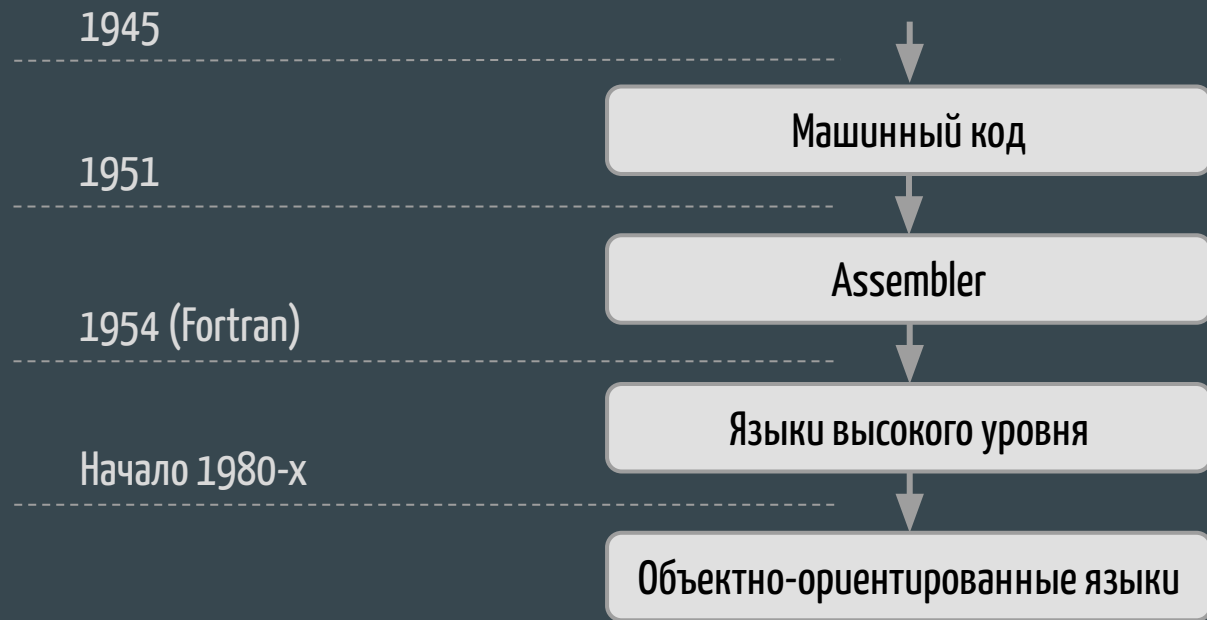 1945
Машинный код
1951
Assembler
1954 (Fortran)
Языки высокого уровня
Начало 1980-х
Объектно-ориентированные языки